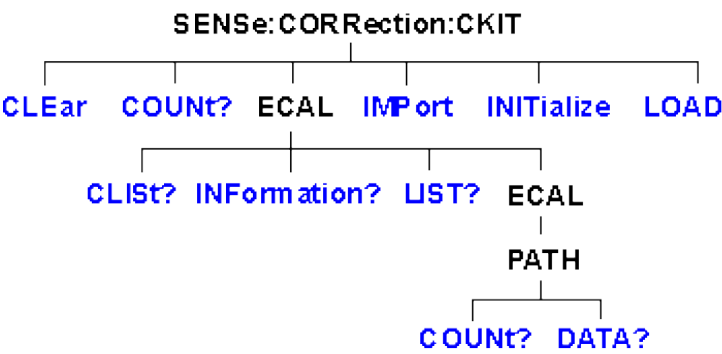 SENSe:CORRection:CKIT
CLEar COUNt? ECAL IMPort INITialize LOAD
CLISt? INFormation? LIST? ECAL
PATH
COUNt? DATA?